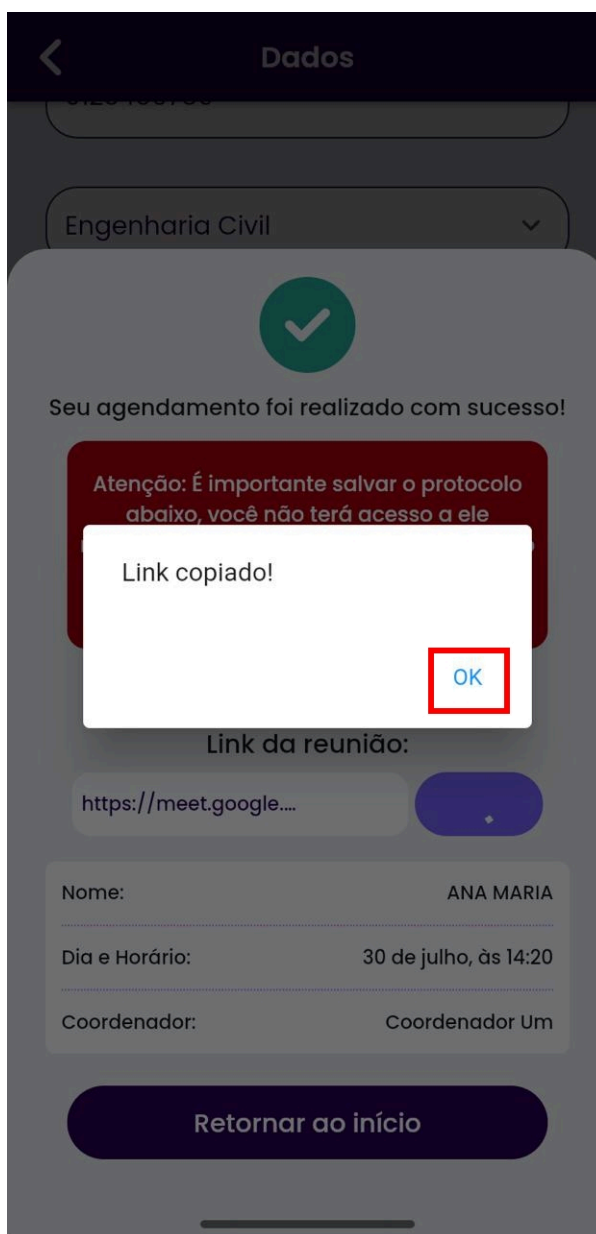 Dados
Engenharia Civil
Seu agendamento foi realizado com sucesso!
Atenção: É importante salvar o protocolo
abaixo, você não terá acesso a ele
Link copiado!
OK
Link da reunião:
https://meet.google....
Nome: ANA MARIA
Dia e Horário: 30 de julho, às 14:20
Coordenador: Coordenador Um
Retornar ao início